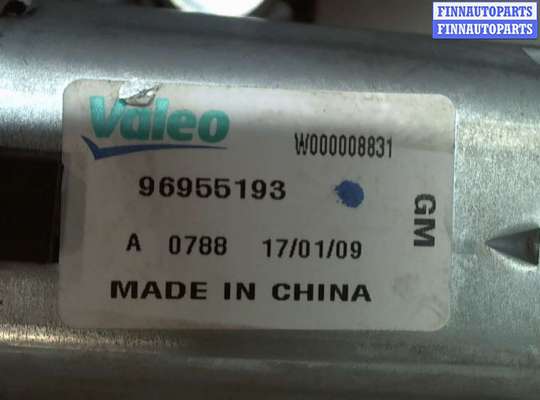 FINNAUTOPARTS
FINNAUTOPARTS
Valeo
W000008831
96955193
GM
A 0788 17/01/09
MADE IN CHINA